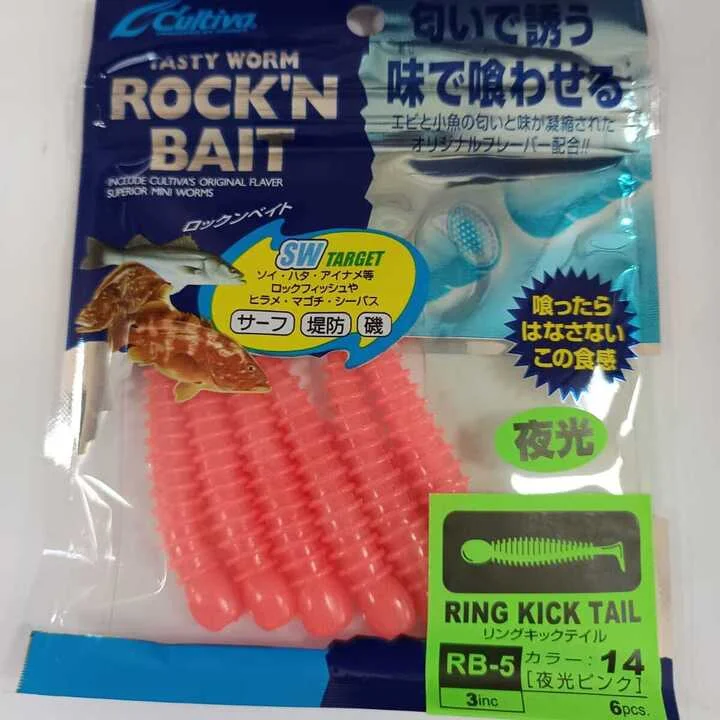 Cultiva
TASTY WORM
ROCK'N
BAIT
INCLUDE CULTIVA'S ORIGINAL FLAVER
SUPERIOR MINI WORMS
ロックンベイト
匂いで誘う
味で喰わせる
エビと小魚の匂いと味が凝縮された
オリジナルフレーバー配合!!
SW TARGET
ソイ・ハタ・アイナメ等
ロックフィッシュや
ヒラメ・マゴチ・シーバス
サーフ 堤防 磯
喰ったら
はなさない
この食感
夜光
RING KICK TAIL
リングキックテイル
RB-5 カラー: 14
[夜光ピンク]
3inc 6pcs.